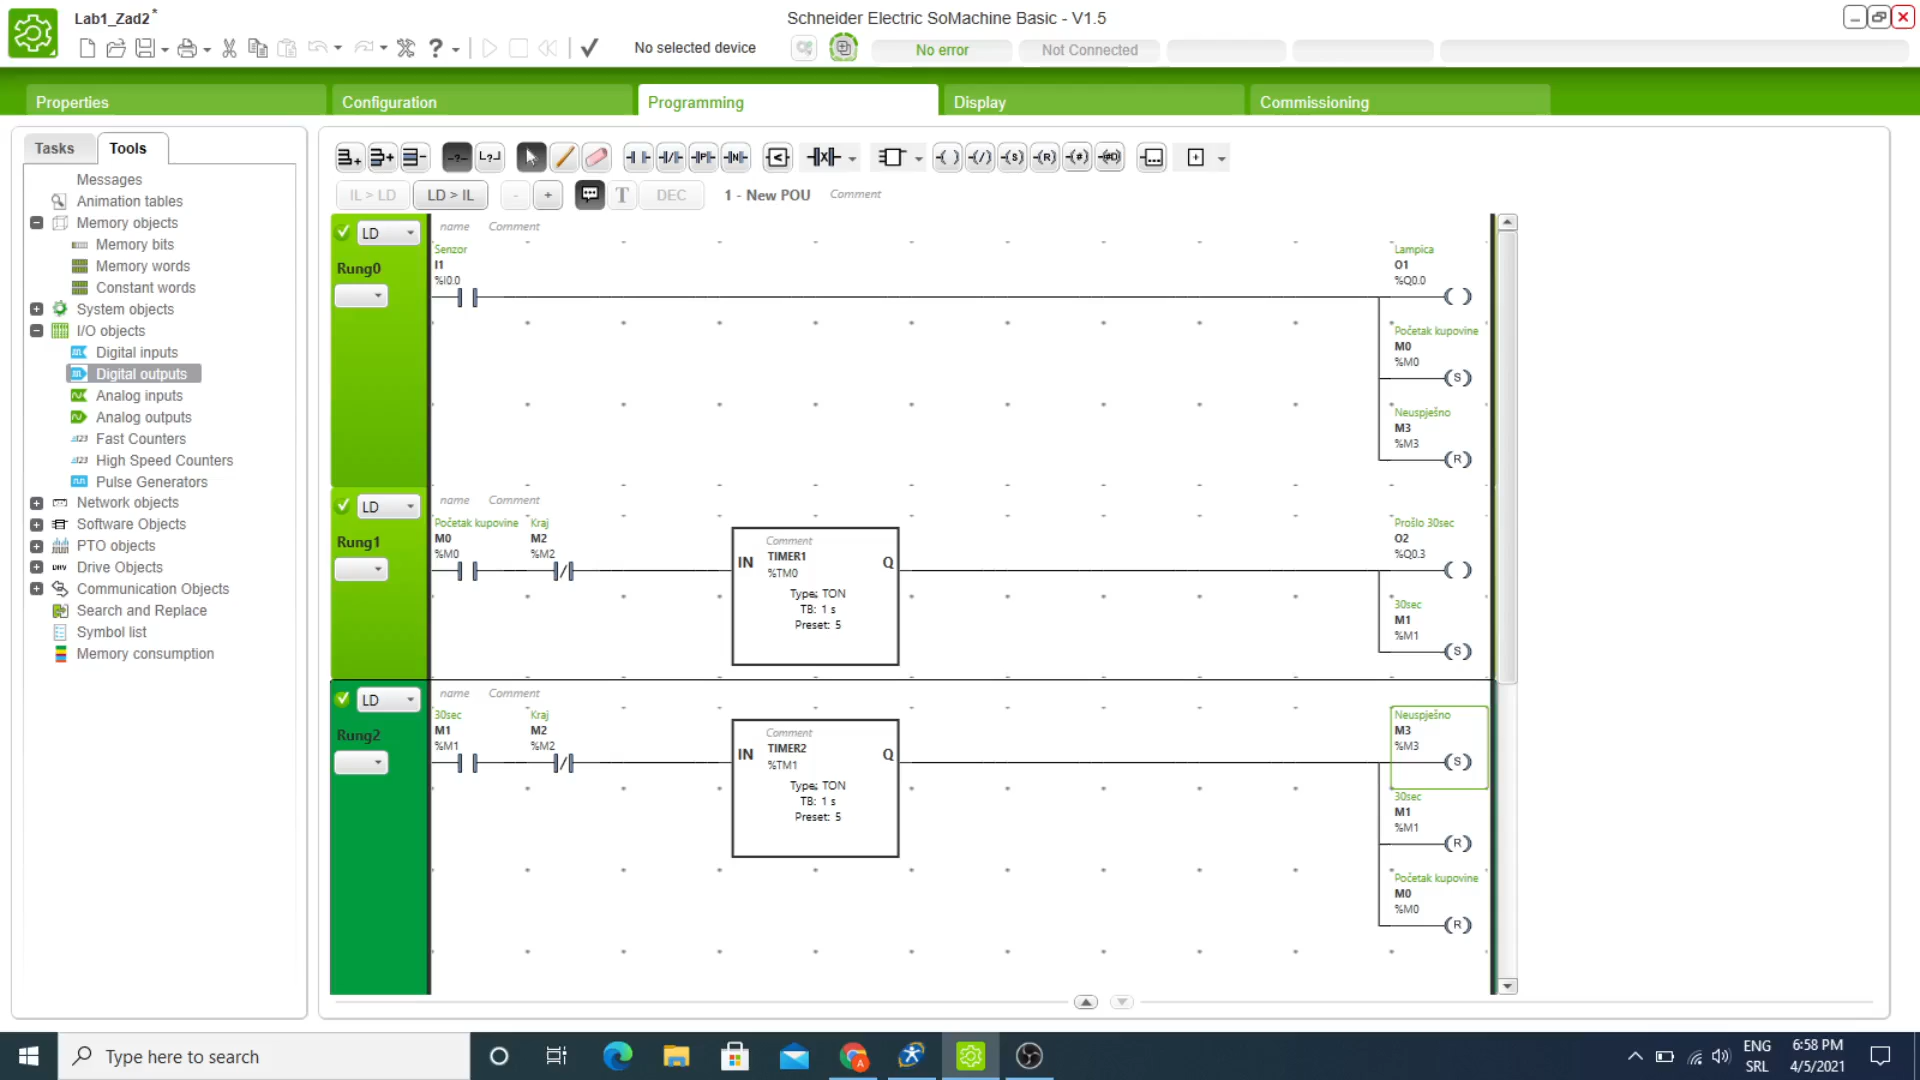 Lab1_Zad2*
Schneider Electric SoMachine Basic - V1.5
No selected device
No error
Not Connected
Properties
Configuration
Programming
Display
Commissioning
Tasks
Tools
Messages
Animation tables
Memory objects
Memory bits
Memory words
Constant words
System objects
I/O objects
Digital inputs
Digital outputs
Analog inputs
Analog outputs
Fast Counters
High Speed Counters
Pulse Generators
Network objects
Software Objects
PTO objects
Drive Objects
Communication Objects
Search and Replace
Symbol list
Memory consumption
IL > LD
LD > IL
-
+
T
DEC
1 - New POU
Comment
LD
name Comment
Rung0
Senzor
I1
%I0.0
Lampica
O1
%Q0.0
Početak kupovine
M0
%M0
S
Neuspješno
M3
%M3
R
LD
name Comment
Rung1
Početak kupovine
M0
%M0
Kraj
M2
%M2
Comment
IN TIMER1 Q
%TM0
Type: TON
TB: 1 s
Preset: 5
Prošlo 30sec
O2
%Q0.3
30sec
M1
%M1
S
LD
name Comment
Rung2
30sec
M1
%M1
Kraj
M2
%M2
Comment
IN TIMER2 Q
%TM1
Type: TON
TB: 1 s
Preset: 5
Neuspješno
M3
%M3
S
30sec
M1
%M1
R
Početak kupovine
M0
%M0
R
Type here to search
ENG
SRL
6:58 PM
4/5/2021